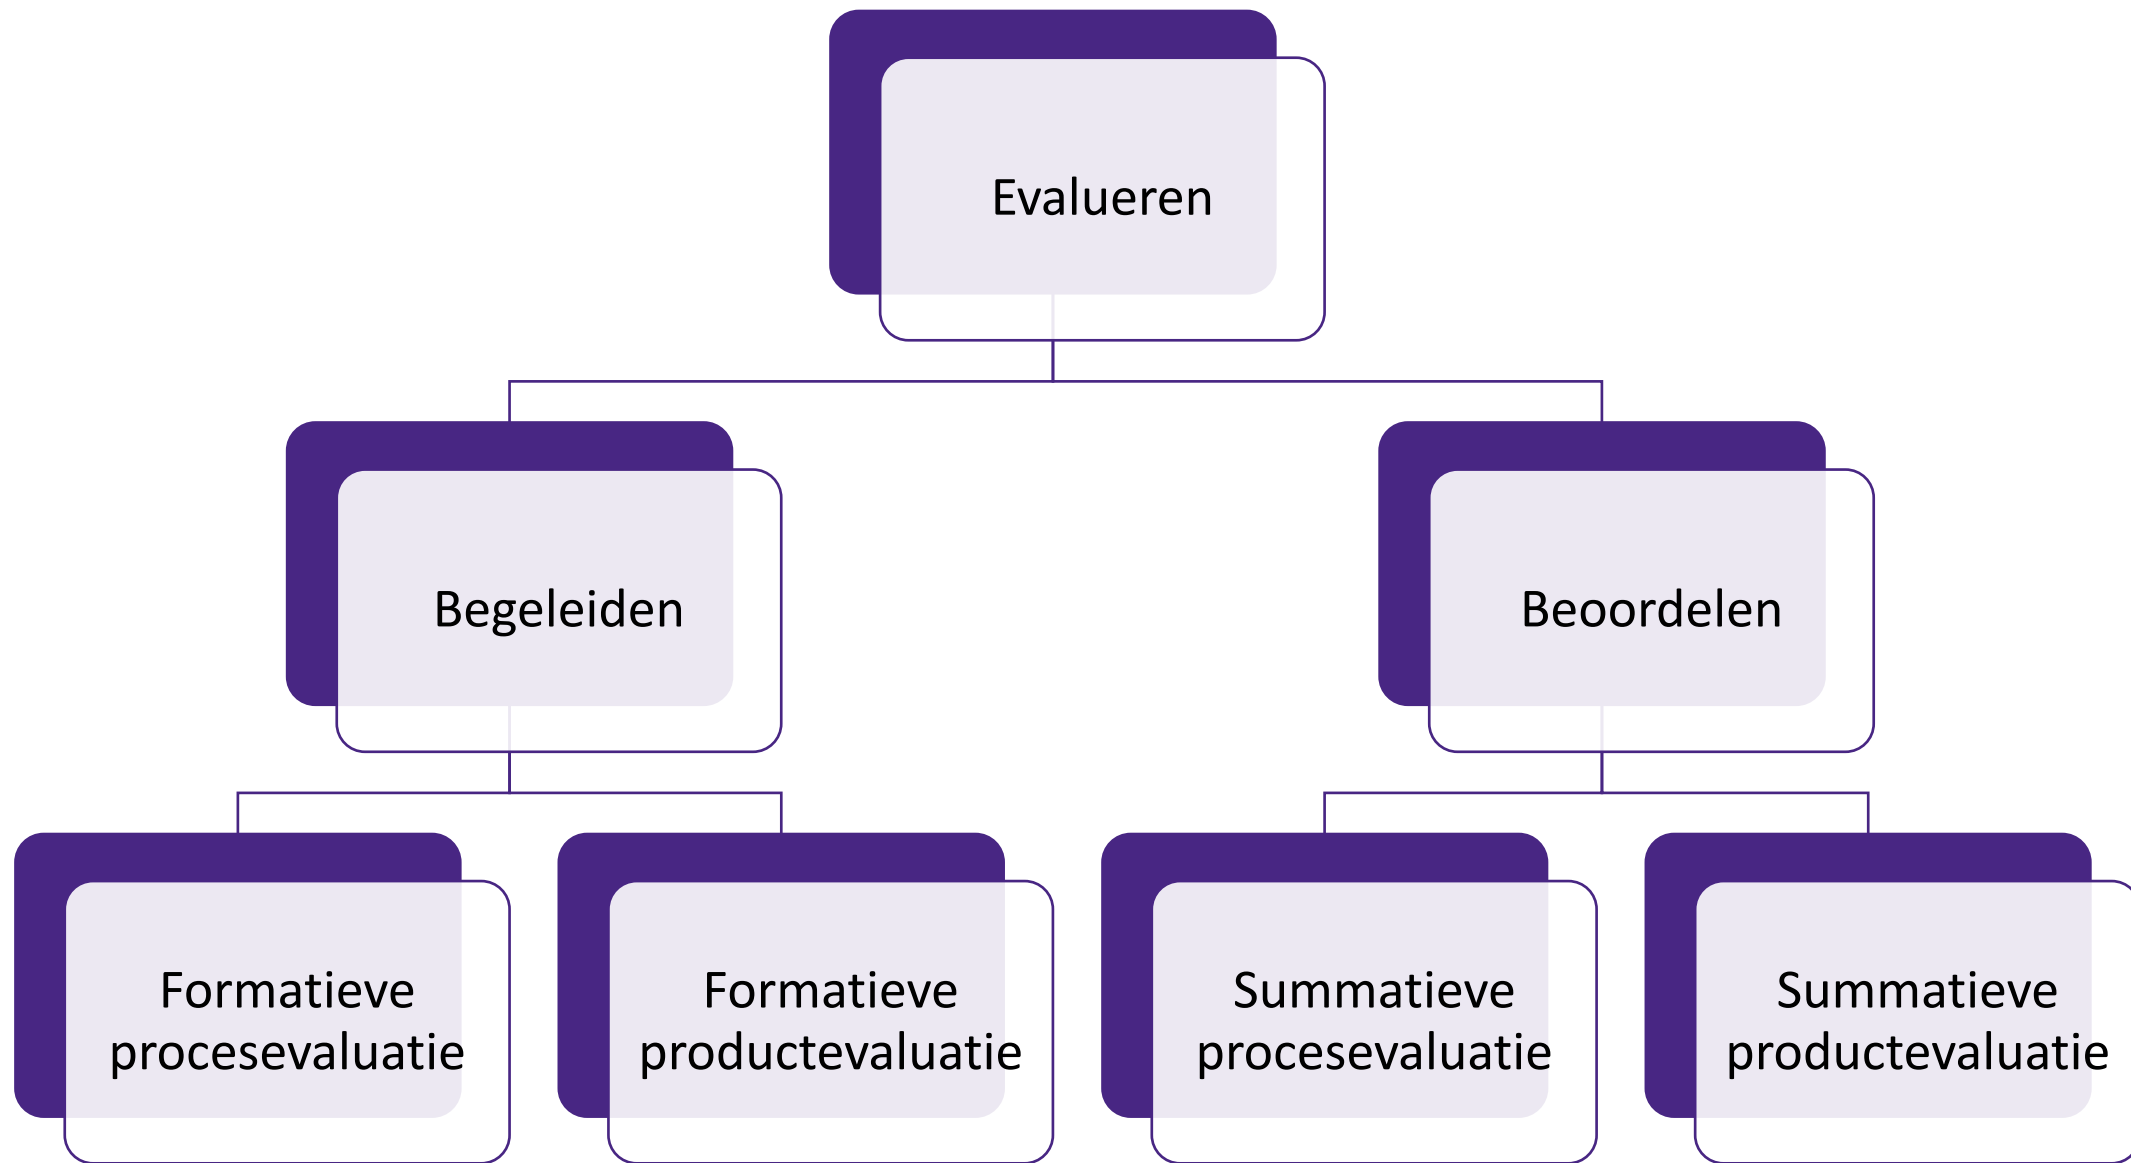 Evalueren
Begeleiden
Beoordelen
Formatieve
procesevaluatie
Formatieve
productevaluatie
Summatieve
procesevaluatie
Summatieve
productevaluatie